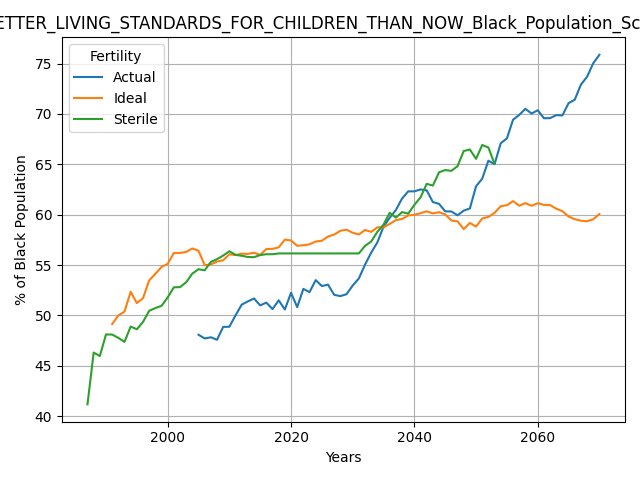 ETTER_LIVING_STANDARDS_FOR_CHILDREN_THAN_NOW_Black_Population_Sc
Fertility
Actual
Ideal
Sterile
75
70
65
60
55
50
45
40
% of Black Population
2000 2020 2040 2060
Years